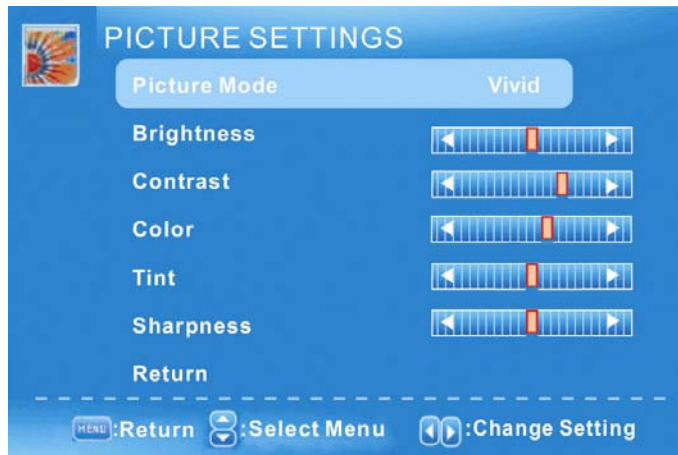 PICTURE SETTINGS
Picture Mode Vivid
Brightness
Contrast
Color
Tint
Sharpness
Return
MENU :Return :Select Menu :Change Setting